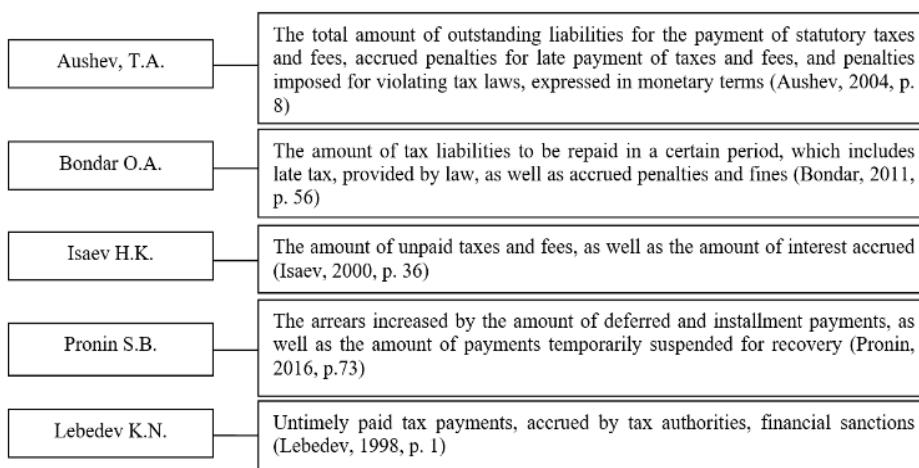 Aushev, T.A.
The total amount of outstanding liabilities for the payment of statutory taxes
and fees, accrued penalties for late payment of taxes and fees, and penalties
imposed for violating tax laws, expressed in monetary terms (Aushev, 2004, p.
8)
Bondar O.A.
The amount of tax liabilities to be repaid in a certain period, which includes
late tax, provided by law, as well as accrued penalties and fines (Bondar, 2011,
p. 56)
Isaev H.K.
The amount of unpaid taxes and fees, as well as the amount of interest accrued
(Isaev, 2000, p. 36)
Pronin S.B.
The arrears increased by the amount of deferred and installment payments, as
well as the amount of payments temporarily suspended for recovery (Pronin,
2016, p.73)
Lebedev K.N.
Untimely paid tax payments, accrued by tax authorities, financial sanctions
(Lebedev, 1998, p. 1)